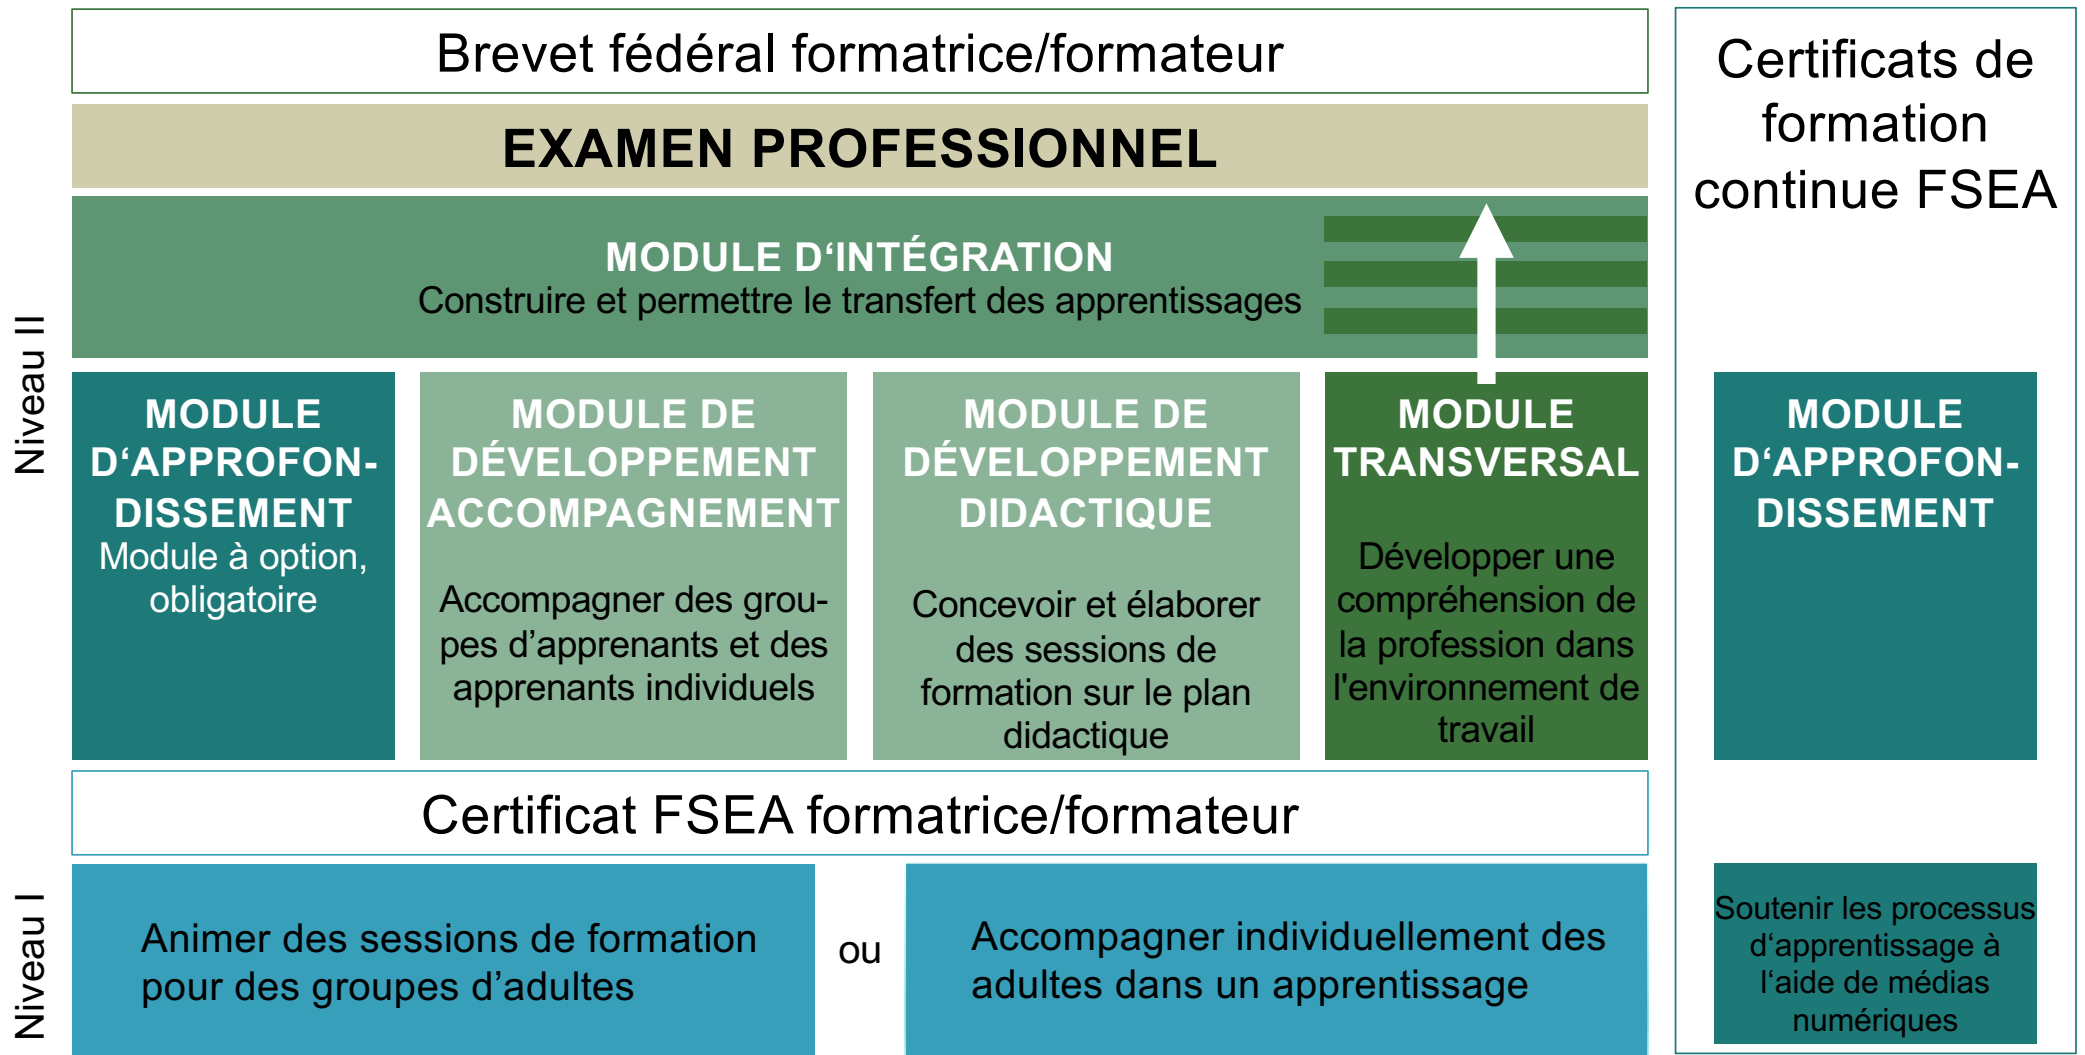 Brevet fédéral formatrice/formateur
EXAMEN PROFESSIONNEL
Niveau II
MODULE D‘INTÉGRATION
Construire et permettre le transfert des apprentissages
MODULE
D‘APPROFON-
DISSEMENT
Module à option,
obligatoire
MODULE DE
DÉVELOPPEMENT
ACCOMPAGNEMENT
Accompagner des grou-
pes d’apprenants et des
apprenants individuels
MODULE DE
DÉVELOPPEMENT
DIDACTIQUE
Concevoir et élaborer
des sessions de
formation sur le plan
didactique
MODULE
TRANSVERSAL
Développer une
compréhension de
la profession dans
l'environnement de
travail
Certificat FSEA formatrice/formateur
Niveau I
Animer des sessions de formation
pour des groupes d’adultes
ou
Accompagner individuellement des
adultes dans un apprentissage
Certificats de
formation
continue FSEA
MODULE
D‘APPROFON-
DISSEMENT
Soutenir les processus
d‘apprentissage à
l‘aide de médias
numériques